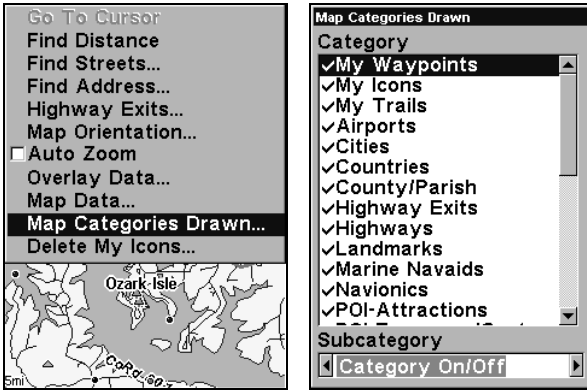 Go To Cursor
Find Distance
Find Streets...
Find Address...
Highway Exits...
Map Orientation...
Auto Zoom
Overlay Data...
Map Data...
Map Categories Drawn...
Delete My Icons...
Ozark Isle
5mi
Map Categories Drawn
Category
My Waypoints
My Icons
My Trails
Airports
Cities
Countries
County/Parish
Highway Exits
Highways
Landmarks
Marine Navaids
Navionics
POI-Attractions
Subcategory
Category On/Off